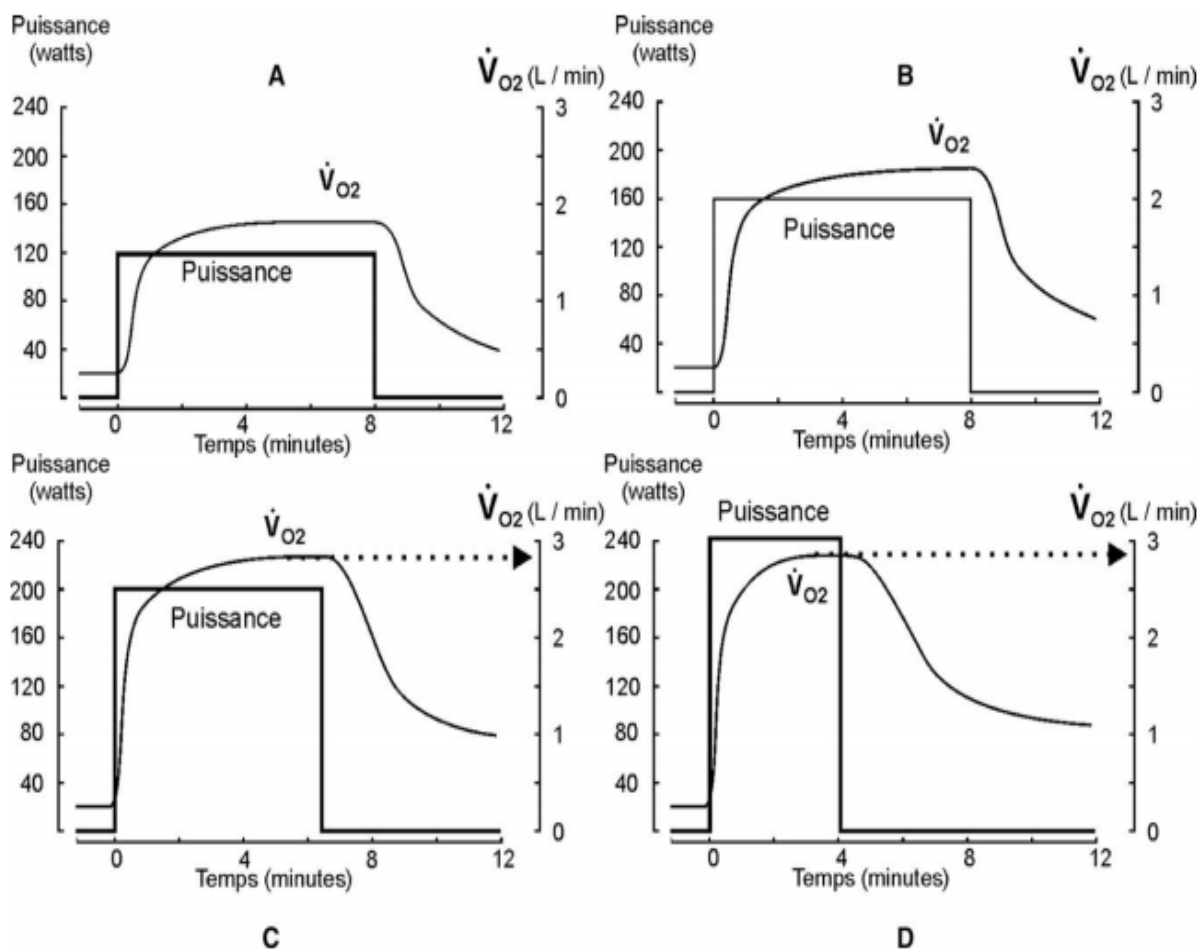 Puissance
(watts)
A
V̇O2 (L / min)
240
200
160
120
80
40
V̇O2
Puissance
3
2
1
0
0
4
8
12
Temps (minutes)
Puissance
(watts)
B
V̇O2 (L / min)
240
200
160
120
80
40
V̇O2
Puissance
3
2
1
0
0
4
8
12
Temps (minutes)
Puissance
(watts)
V̇O2 (L / min)
240
200
160
120
80
40
V̇O2
Puissance
3
2
1
0
0
4
8
12
Temps (minutes)
C
Puissance
(watts)
Puissance
V̇O2 (L / min)
240
200
160
120
80
40
V̇O2
3
2
1
0
0
4
8
12
Temps (minutes)
D